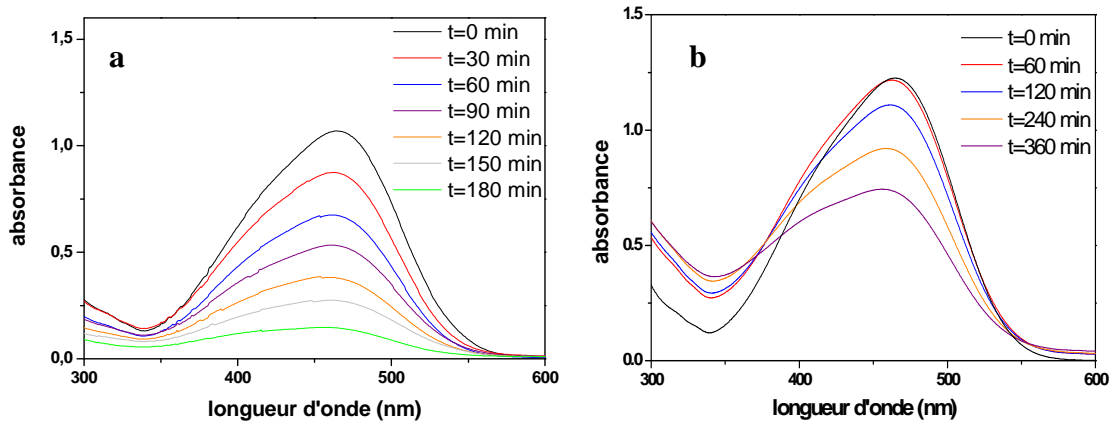 a
absorbance
1,5
1,0
0,5
0,0
t=0 min
t=30 min
t=60 min
t=90 min
t=120 min
t=150 min
t=180 min
300
400
500
600
longueur d'onde (nm)
b
absorbance
1.5
1.0
0.5
0.0
t=0 min
t=60 min
t=120 min
t=240 min
t=360 min
300
400
500
600
longueur d'onde (nm)